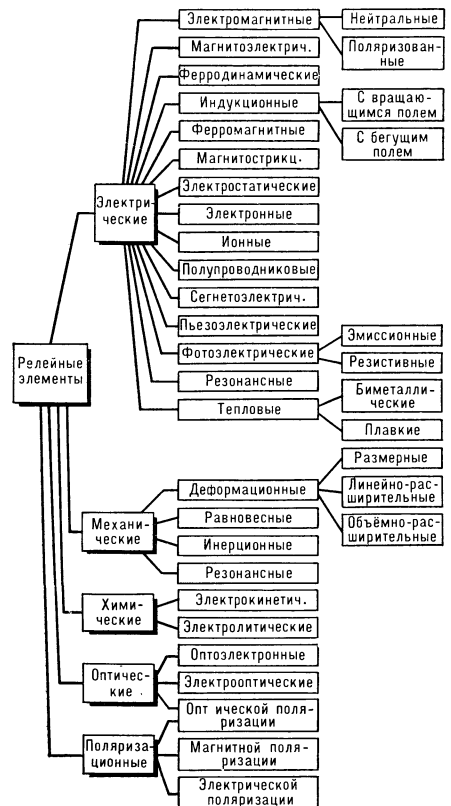 Электромагнитные
Нейтральные
Магнитоэлектрич.
Поляризован-
ные
Ферродинамические
Индукционные
С вращаю-
щимся полем
Ферромагнитные
С бегущим
полем
Магнитострикц.
Электри-
ческие
Электростатические
Электронные
Ионные
Полупроводниковые
Сегнетоэлектрич.
Пьезоэлектрические
Эмиссионные
Релейные
элементы
Фотоэлектрические
Резистивные
Резонансные
Биметалли-
ческие
Тепловые
Плавкие
Размерные
Деформационные
Линейно-рас-
ширительные
Механи-
ческие
Равновесные
Объёмно-рас-
ширительные
Инерционные
Резонансные
Хими-
ческие
Электрокинетич.
Электролитические
Оптичес-
кие
Оптоэлектронные
Электрооптические
Опт ической поля-
ризации
Поляриза-
ционные
Магнитной поля-
ризации
Электрической
поляризации